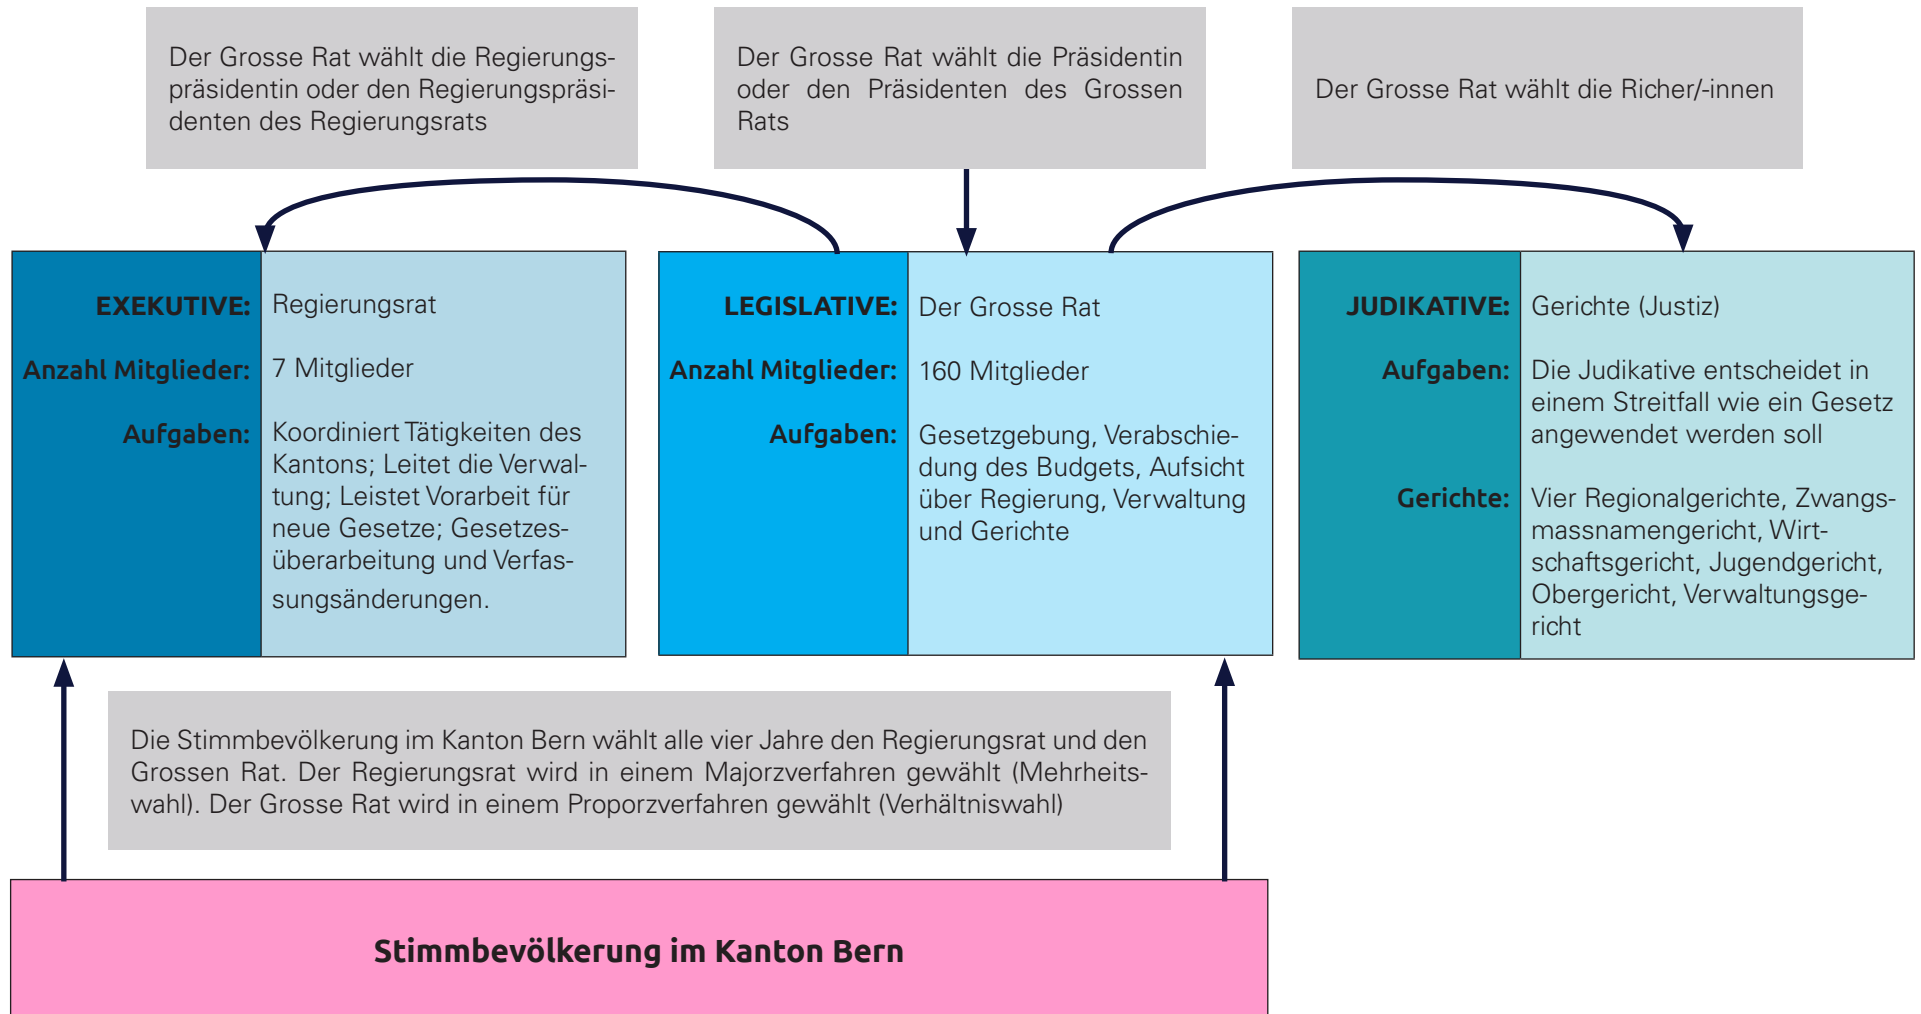 Der Grosse Rat wählt die Regierungs-
präsidentin oder den Regierungspräsi-
denten des Regierungsrats
Der Grosse Rat wählt die Präsidentin
oder den Präsidenten des Grossen
Rats
Der Grosse Rat wählt die Richer/-innen
EXEKUTIVE: Regierungsrat
Anzahl Mitglieder: 7 Mitglieder
Aufgaben: Koordiniert Tätigkeiten des
Kantons; Leitet die Verwal-
tung; Leistet Vorarbeit für
neue Gesetze; Gesetzes-
überarbeitung und Verfas-
sungsänderungen.
LEGISLATIVE: Der Grosse Rat
Anzahl Mitglieder: 160 Mitglieder
Aufgaben: Gesetzgebung, Verabschie-
dung des Budgets, Aufsicht
über Regierung, Verwaltung
und Gerichte
JUDIKATIVE: Gerichte (Justiz)
Aufgaben: Die Judikative entscheidet in
einem Streitfall wie ein Gesetz
angewendet werden soll
Gerichte: Vier Regionalgerichte, Zwangs-
massnamengericht, Wirt-
schaftsgericht, Jugendgericht,
Obergericht, Verwaltungsge-
richt
Die Stimmbevölkerung im Kanton Bern wählt alle vier Jahre den Regierungsrat und den
Grossen Rat. Der Regierungsrat wird in einem Majorzverfahren gewählt (Mehrheits-
wahl). Der Grosse Rat wird in einem Proporzverfahren gewählt (Verhältniswahl)
Stimmbevölkerung im Kanton Bern